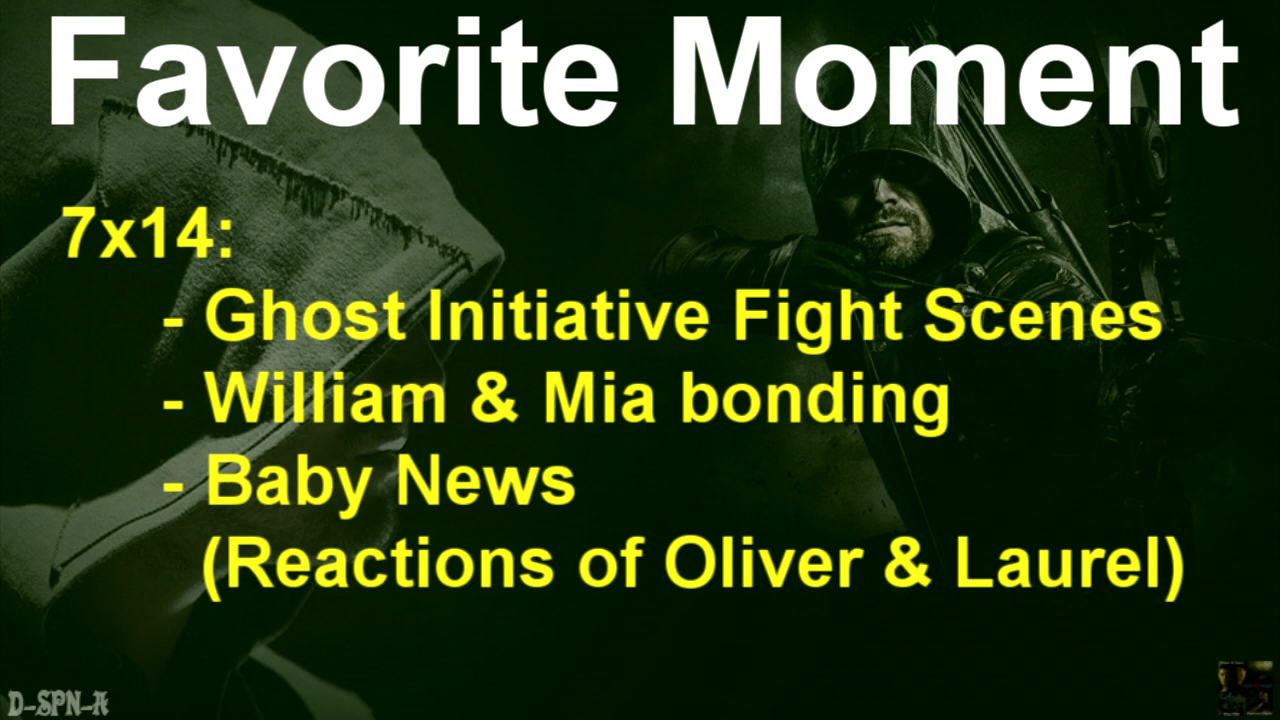 Favorite Moment
7x14:
- Ghost Initiative Fight Scenes
- William & Mia bonding
- Baby News
(Reactions of Oliver & Laurel)
D-SPN-A